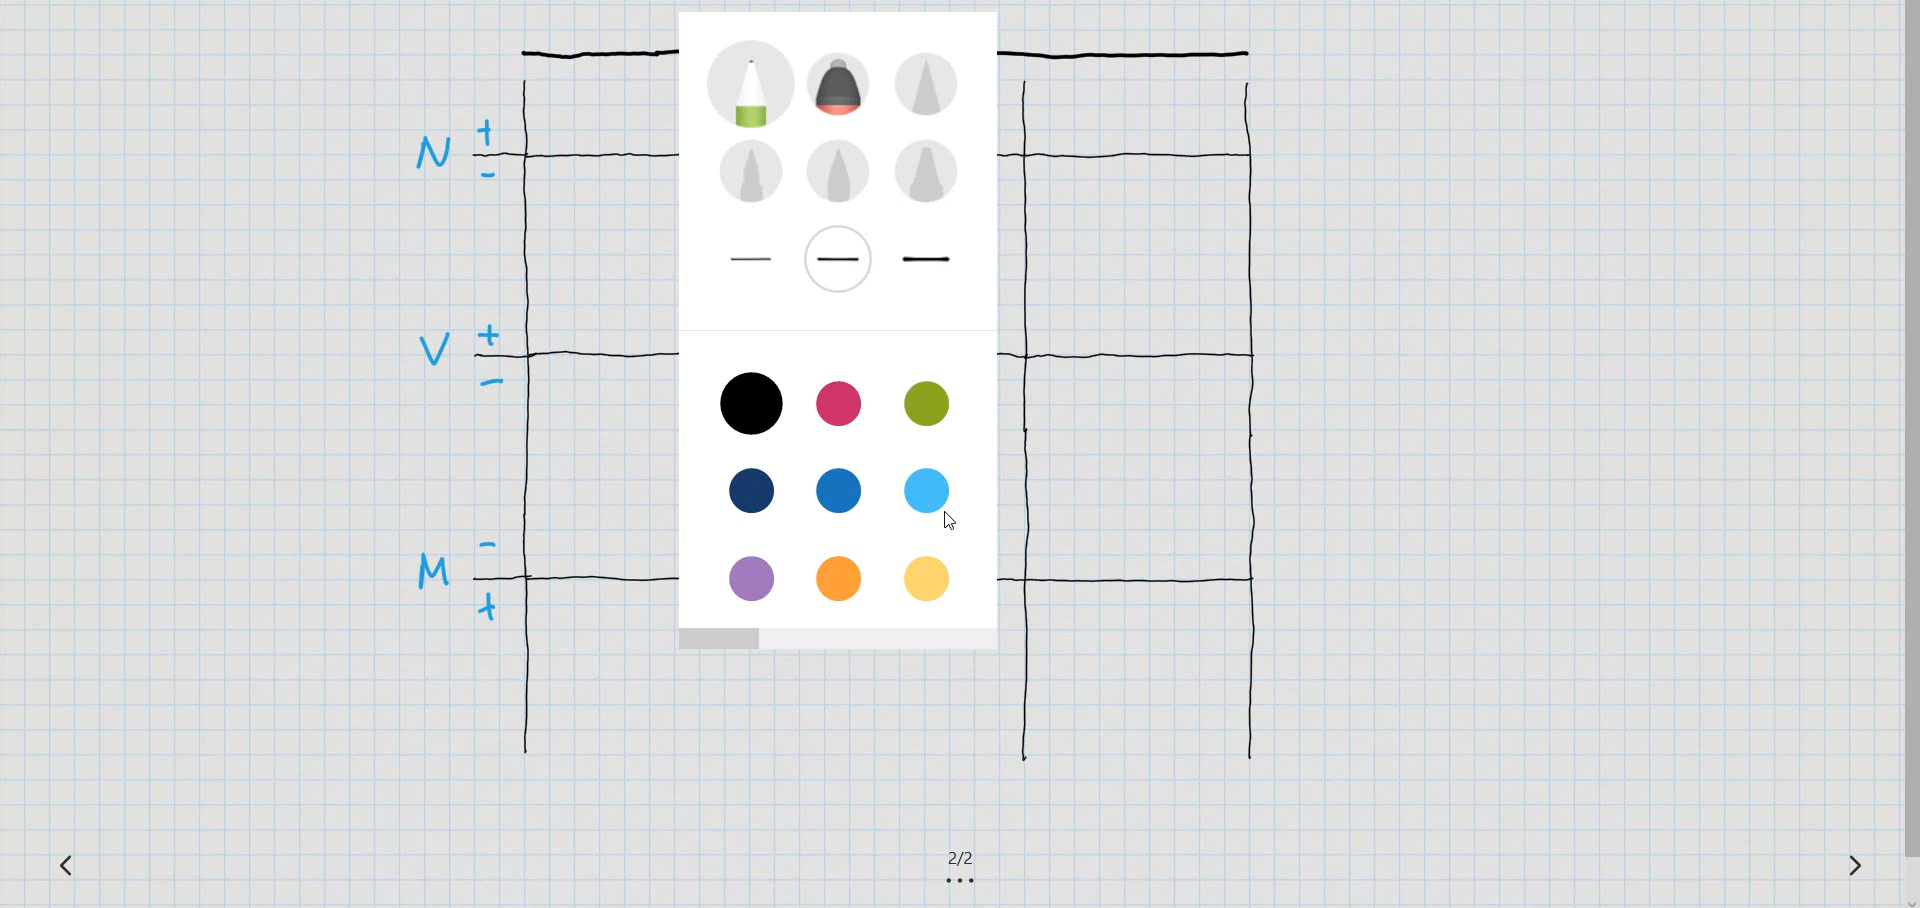 N + -
V + -
M - +
2/2